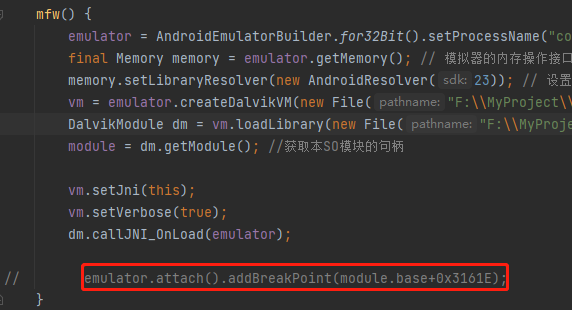 mfw() {
emulator = AndroidEmulatorBuilder.for32Bit().setProcessName("co
final Memory memory = emulator.getMemory(); // 模拟器的内存操作接口
memory.setLibraryResolver(new AndroidResolver( sdk: 23)); // 设置
vm = emulator.createDalvikVM(new File( pathname: "F:\\MyProject\\
DalvikModule dm = vm.loadLibrary(new File( pathname: "F:\\MyProje
module = dm.getModule(); //获取本SO模块的句柄
vm.setJni(this);
vm.setVerbose(true);
dm.callJNI_OnLoad(emulator);
// emulator.attach().addBreakPoint(module.base+0x3161E);
}